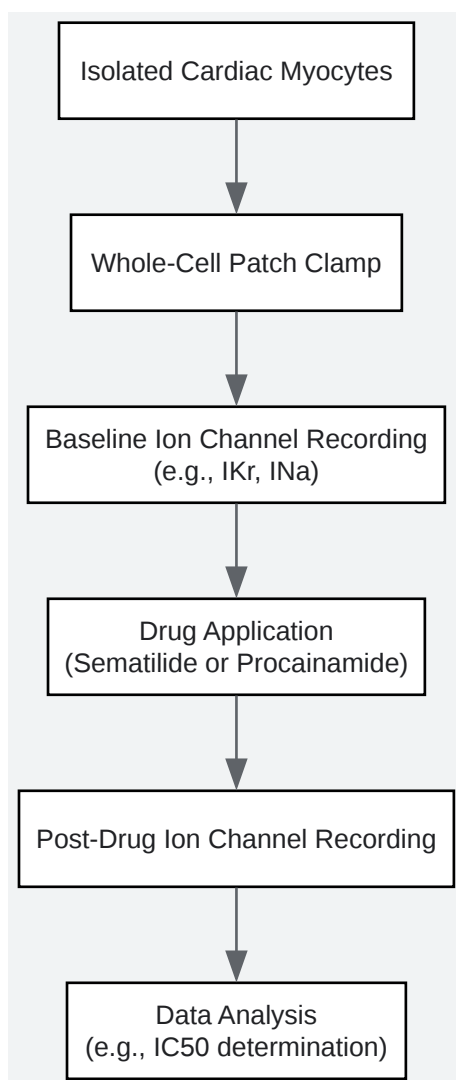 Isolated Cardiac Myocytes
Whole-Cell Patch Clamp
Baseline Ion Channel Recording
(e.g., IKr, INa)
Drug Application
(Sematilide or Procainamide)
Post-Drug Ion Channel Recording
Data Analysis
(e.g., IC50 determination)